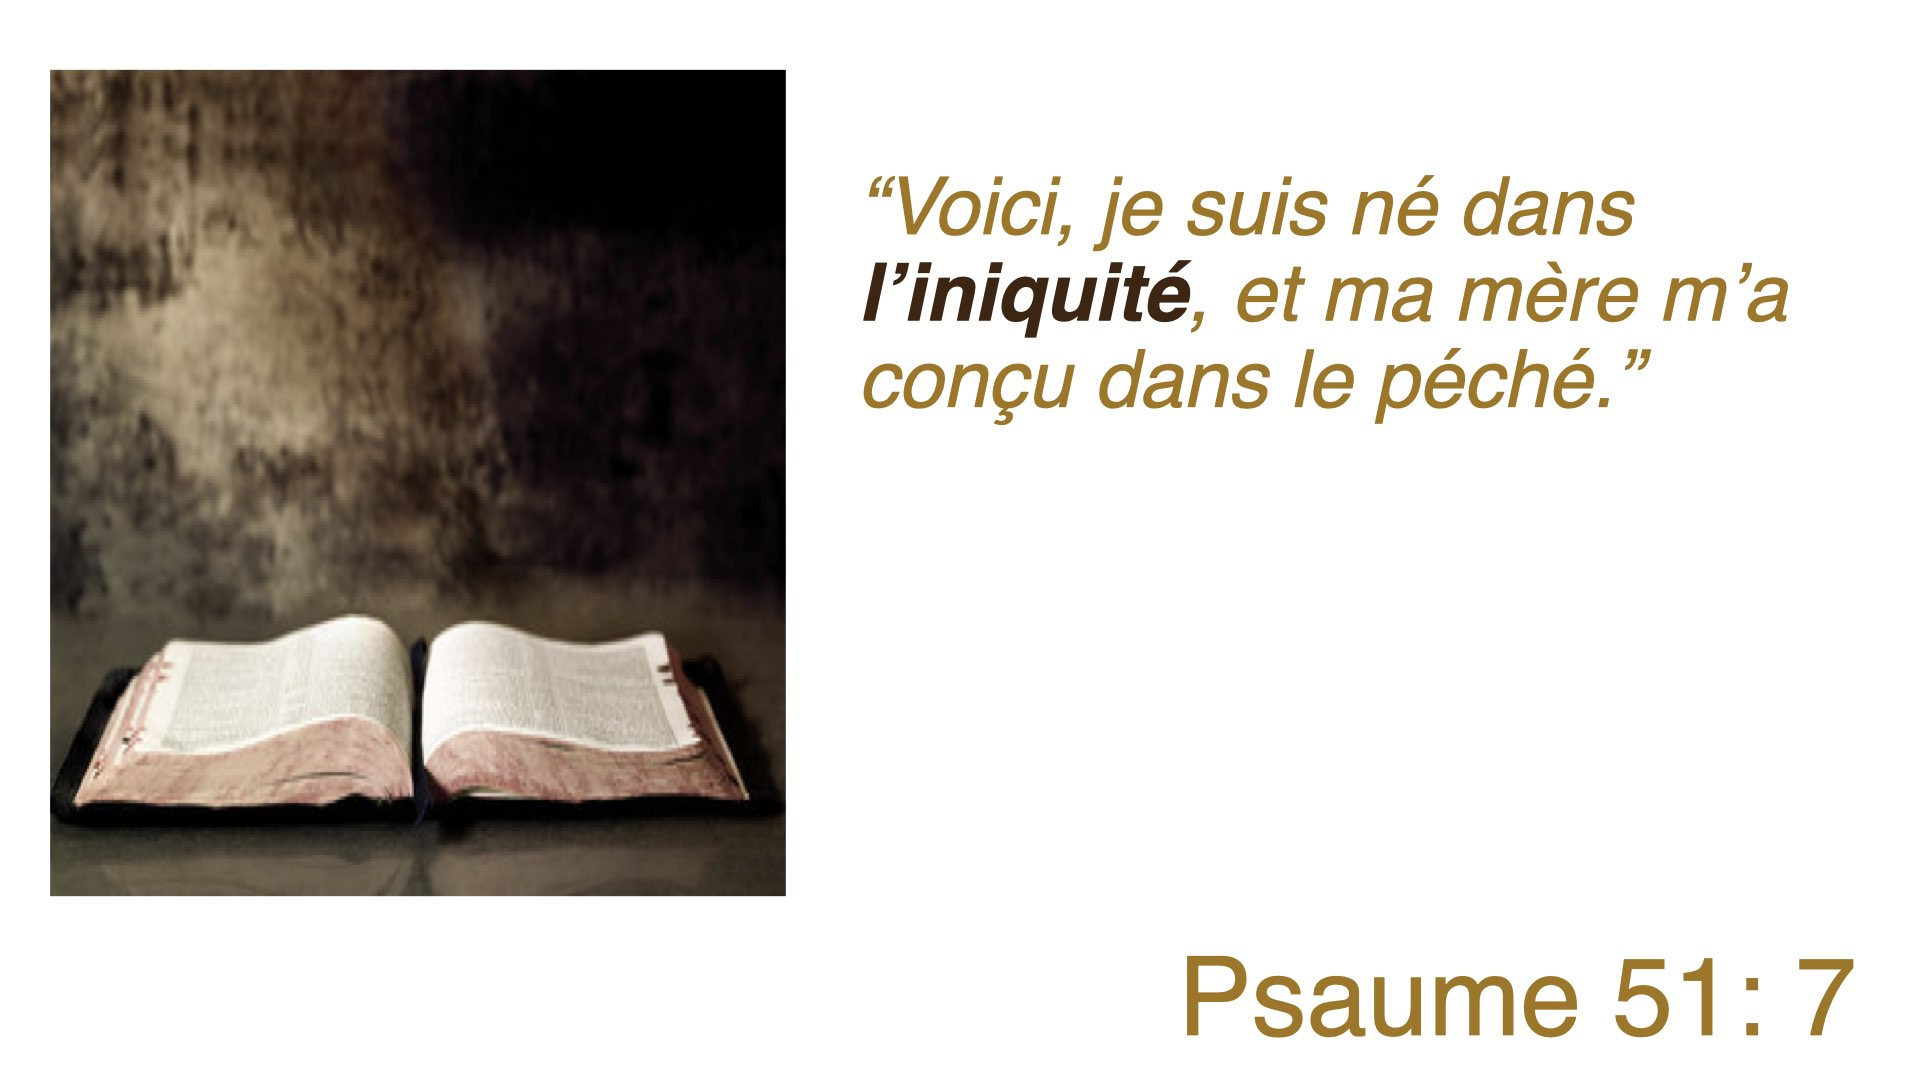 “Voici, je suis né dans
l’iniquité, et ma mère m’a
conçu dans le péché.”
Psaume 51: 7